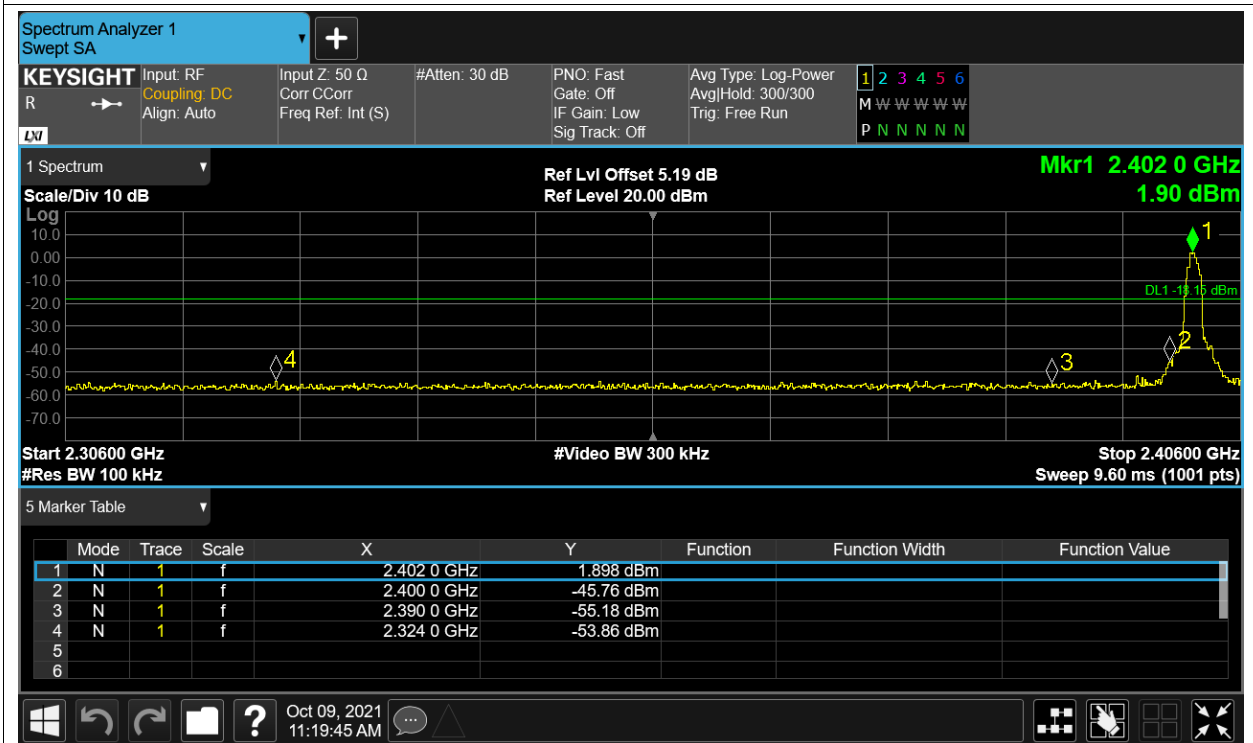 Spectrum Analyzer 1
Swept SA
+
KEYSIGHT Input: RF Input Z: 50 Ω #Atten: 30 dB PNO: Fast Avg Type: Log-Power 1 2 3 4 5 6
R Coupling: DC Corr CCorr Gate: Off Avg|Hold: 300/300 M W W W W W W
Align: Auto Freq Ref: Int (S) IF Gain: Low Trig: Free Run
LXI Sig Track: Off P N N N N N N
1 Spectrum Ref Lvl Offset 5.19 dB Mkr1 2.402 0 GHz
Scale/Div 10 dB Ref Level 20.00 dBm 1.90 dBm
Log
10.0 1
0.00
-10.0
DL1 -18.15 dBm
-20.0
-30.0
-40.0 2
4 3
-50.0
-60.0
-70.0
Start 2.30600 GHz #Video BW 300 kHz Stop 2.40600 GHz
#Res BW 100 kHz Sweep 9.60 ms (1001 pts)
5 Marker Table
Mode Trace Scale X Y Function Function Width Function Value
1 N 1 f 2.402 0 GHz 1.898 dBm
2 N 1 f 2.400 0 GHz -45.76 dBm
3 N 1 f 2.390 0 GHz -55.18 dBm
4 N 1 f 2.324 0 GHz -53.86 dBm
5
6
? Oct 09, 2021
11:19:45 AM